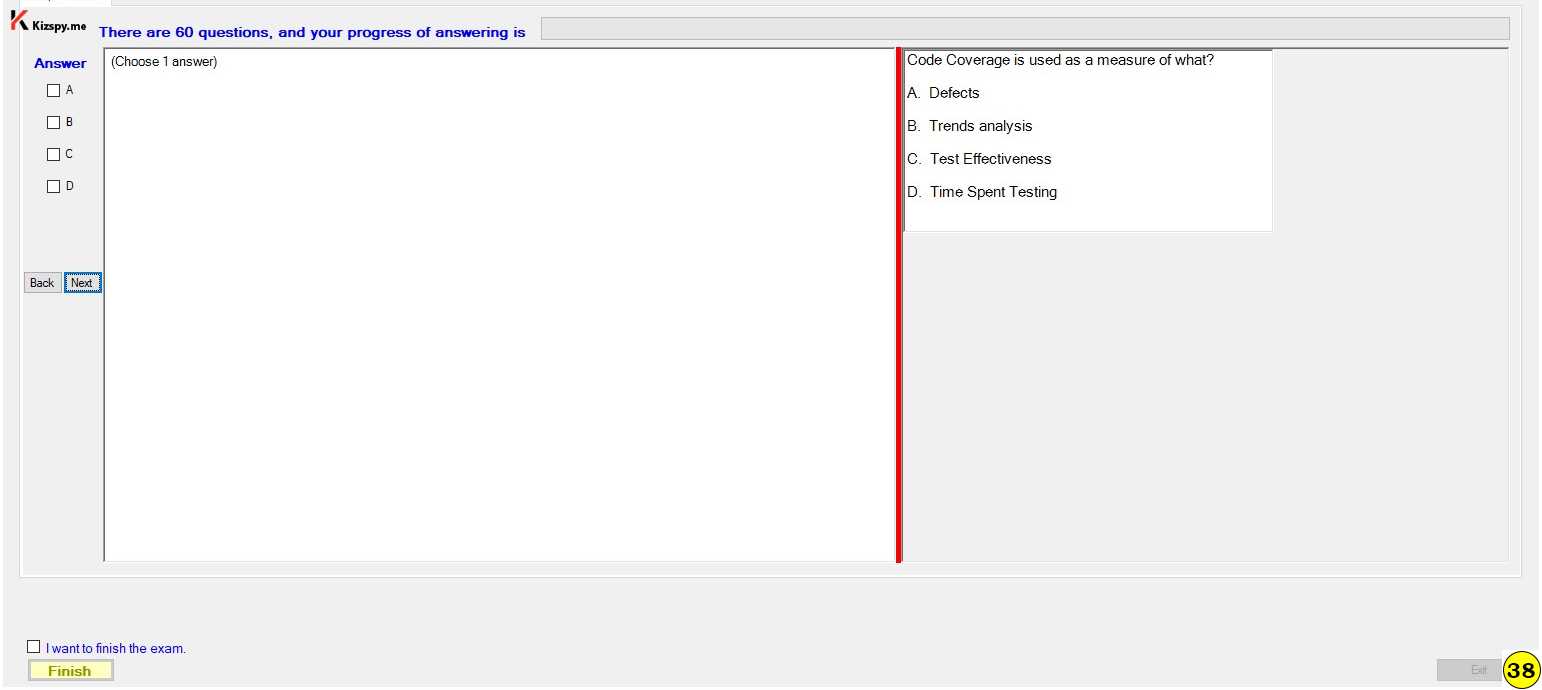 Kizspy.me
There are 60 questions, and your progress of answering is
Answer
(Choose 1 answer)
A
B
C
D
Back Next
Code Coverage is used as a measure of what?
A. Defects
B. Trends analysis
C. Test Effectiveness
D. Time Spent Testing
I want to finish the exam.
Finish
Exit
38